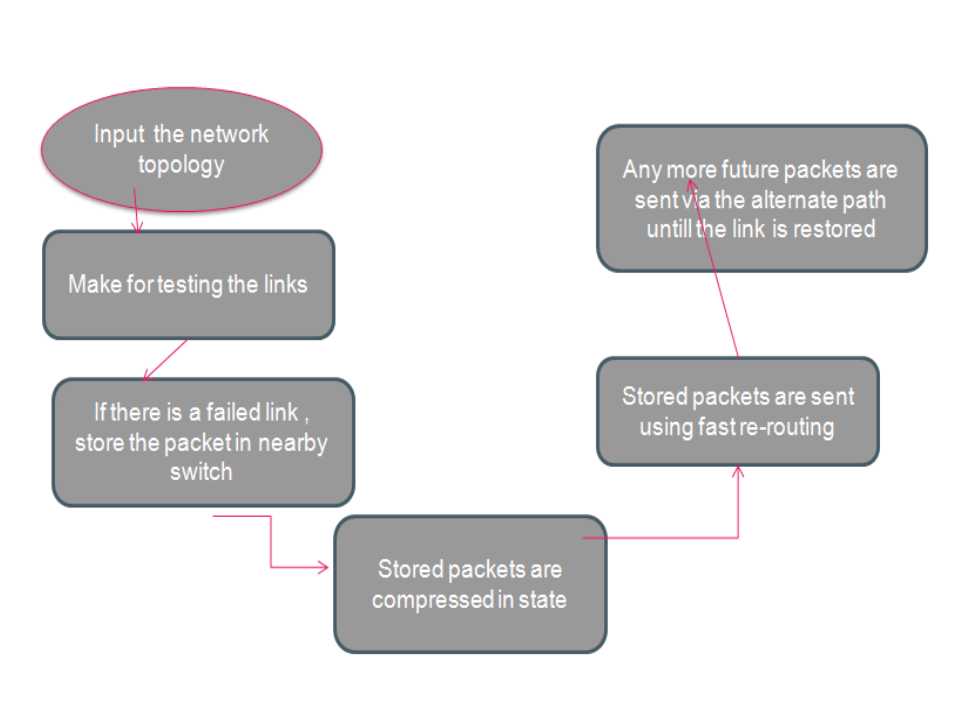 Input the network
topology
Make for testing the links
If there is a failed link ,
store the packet in nearby
switch
Stored packets are
compressed in state
Stored packets are sent
using fast re-routing
Any more future packets are
sent via the alternate path
untill the link is restored